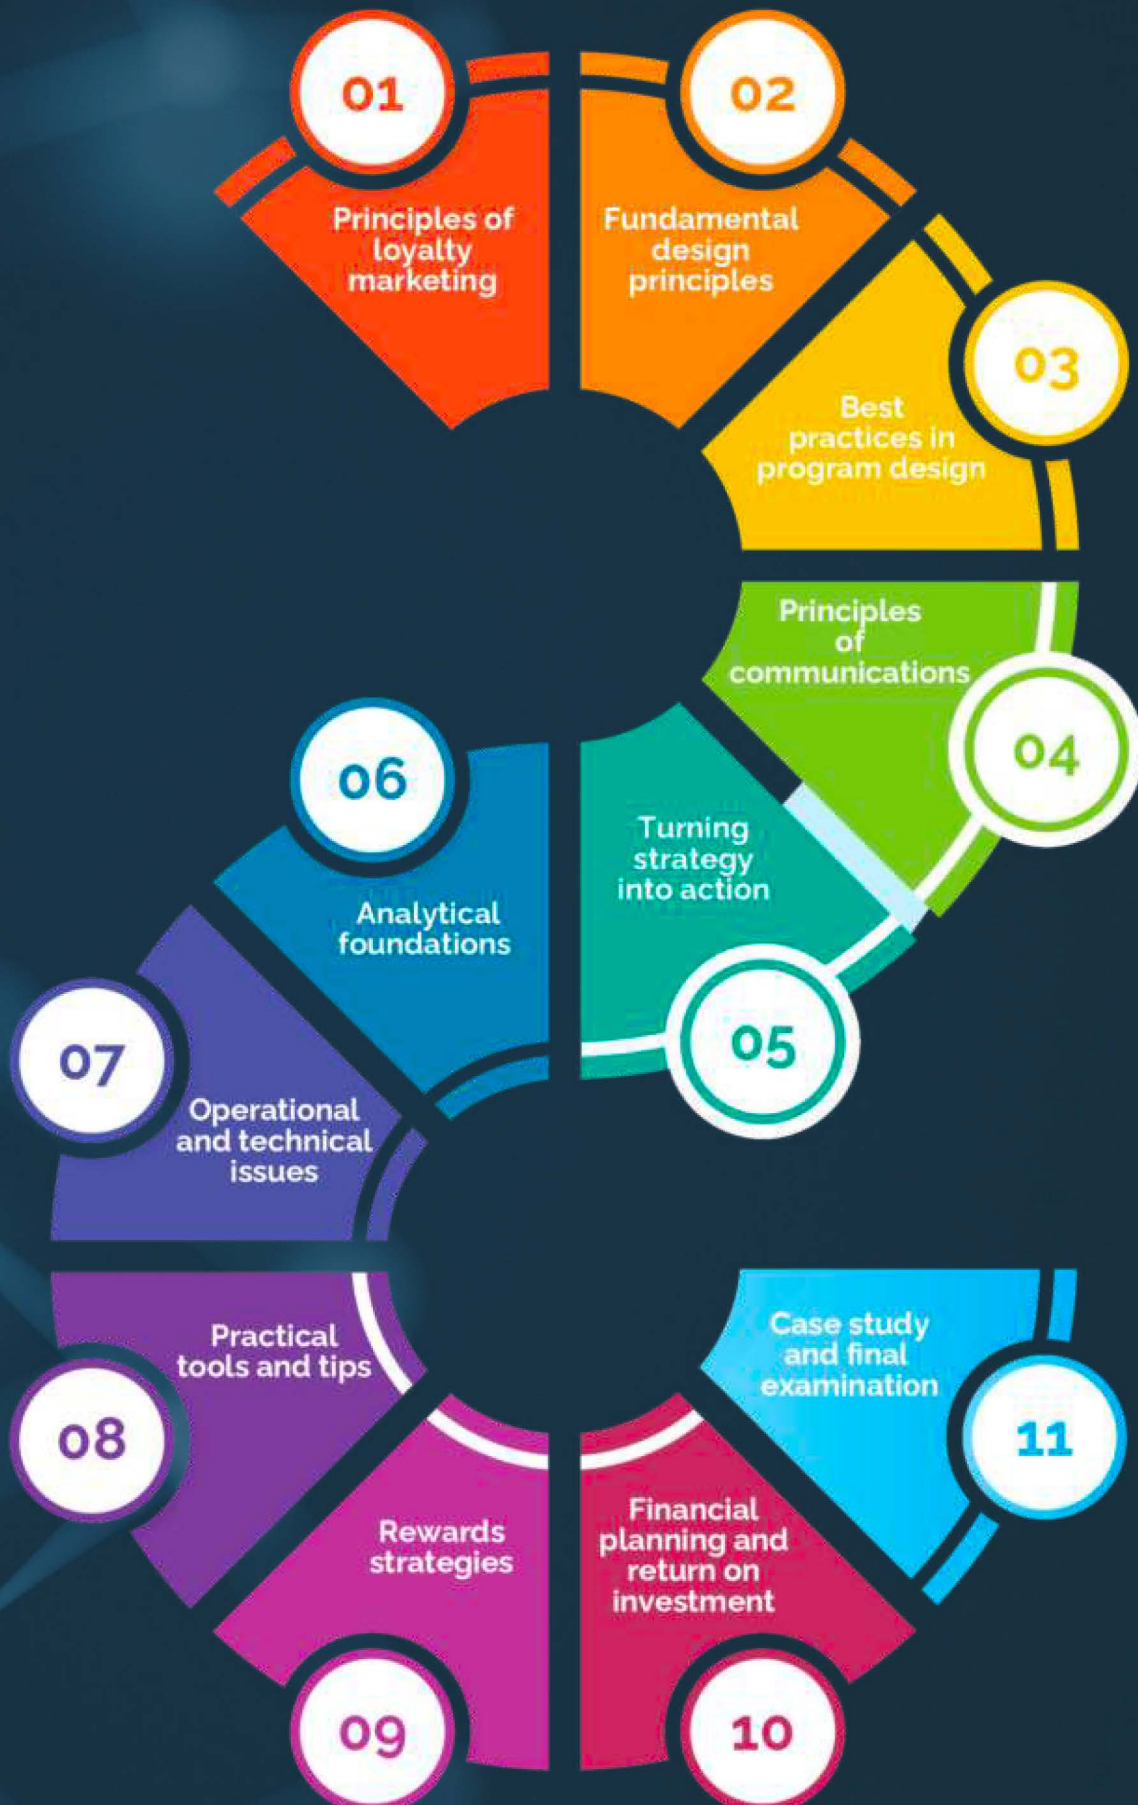 01
Principles of
loyalty
marketing
02
Fundamental
design
principles
03
Best
practices in
program design
04
Principles
of
communications
05
Turning
strategy
into action
06
Analytical
foundations
07
Operational
and technical
issues
08
Practical
tools and tips
09
Rewards
strategies
10
Financial
planning and
return on
investment
11
Case study
and final
examination